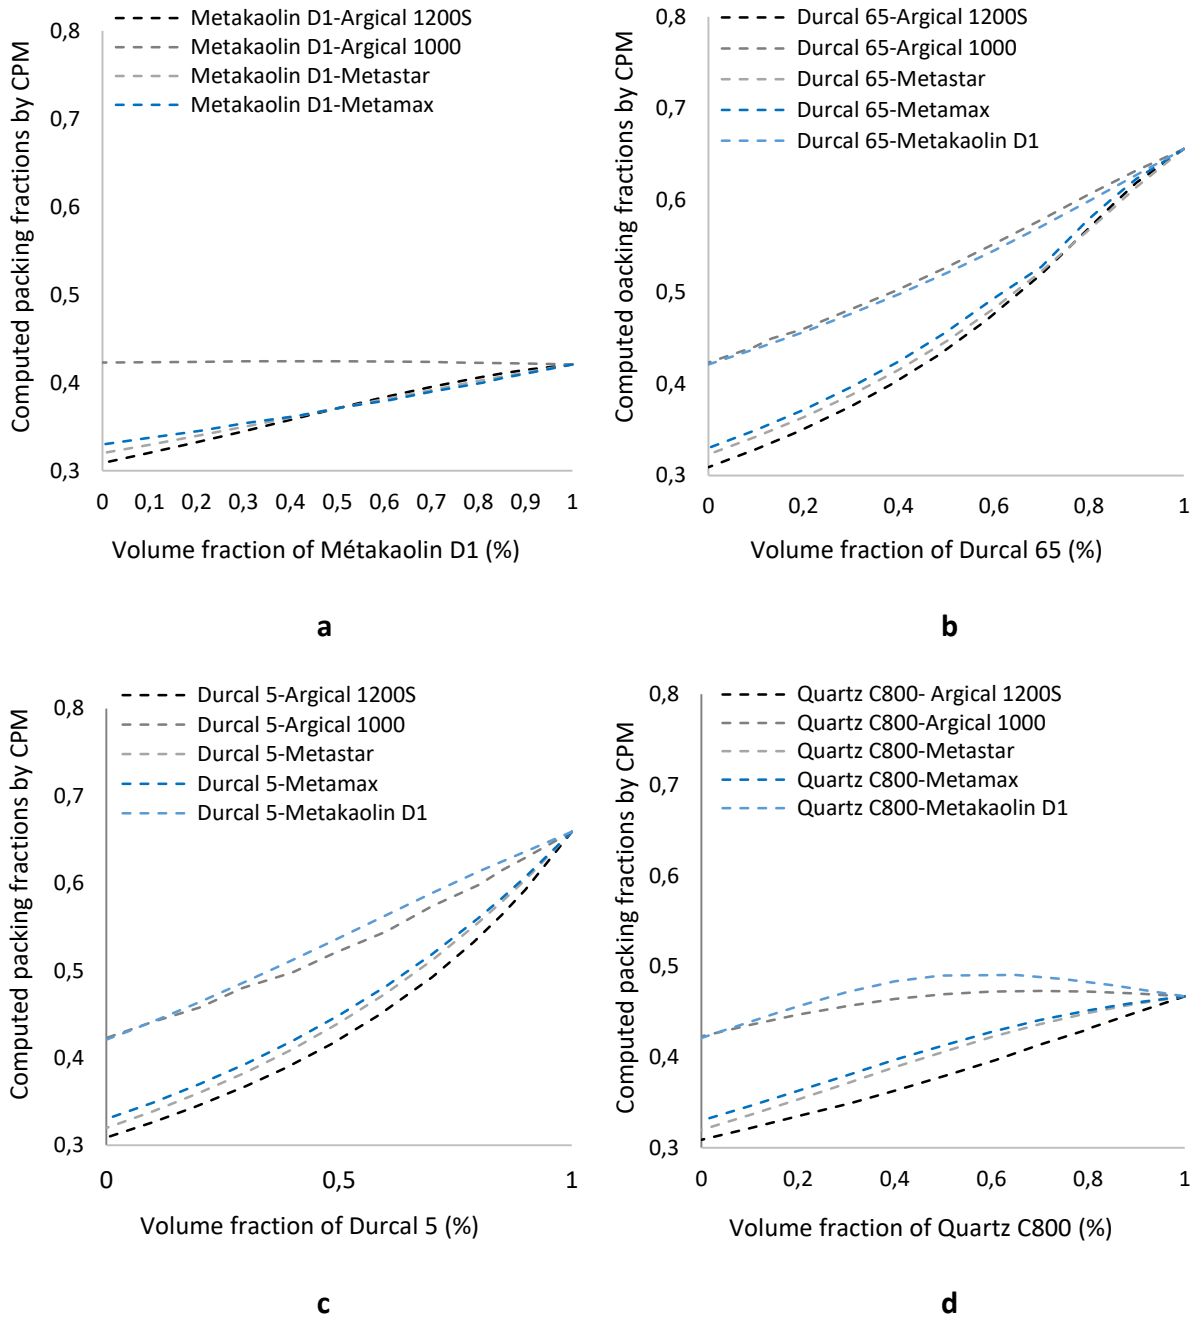 Metakaolin D1-Argical 1200S
Metakaolin D1-Argical 1000
Metakaolin D1-Metastar
Metakaolin D1-Metamax
Computed packing fractions by CPM
0,8
0,7
0,6
0,5
0,4
0,3
0 0,1 0,2 0,3 0,4 0,5 0,6 0,7 0,8 0,9 1
Volume fraction of Métakaolin D1 (%)
a
Durcal 65-Argical 1200S
Durcal 65-Argical 1000
Durcal 65-Metastar
Durcal 65-Metamax
Durcal 65-Metakaolin D1
Computed oacking fractions by CPM
0,8
0,7
0,6
0,5
0,4
0,3
0 0,2 0,4 0,6 0,8 1
Volume fraction of Durcal 65 (%)
b
Durcal 5-Argical 1200S
Durcal 5-Argical 1000
Durcal 5-Metastar
Durcal 5-Metamax
Durcal 5-Metakaolin D1
Computed packing fractions by CPM
0,8
0,7
0,6
0,5
0,4
0,3
0 0,5 1
Volume fraction of Durcal 5 (%)
c
Quartz C800- Argical 1200S
Quartz C800-Argical 1000
Quartz C800-Metastar
Quartz C800-Metamax
Quartz C800-Metakaolin D1
Computed packing fractions by CPM
0,8
0,7
0,6
0,5
0,4
0,3
0 0,2 0,4 0,6 0,8 1
Volume fraction of Quartz C800 (%)
d